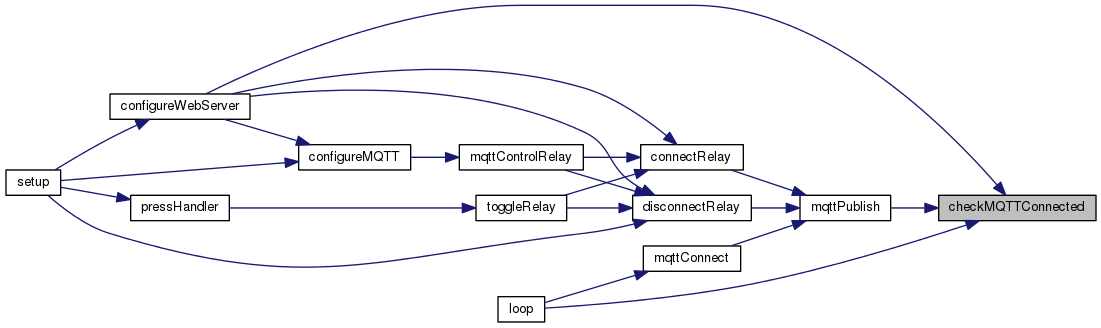 configureWebServer
configureMQTT
mqttControlRelay
connectRelay
setup
pressHandler
toggleRelay
disconnectRelay
mqttPublish
checkMQTTConnected
mqttConnect
loop